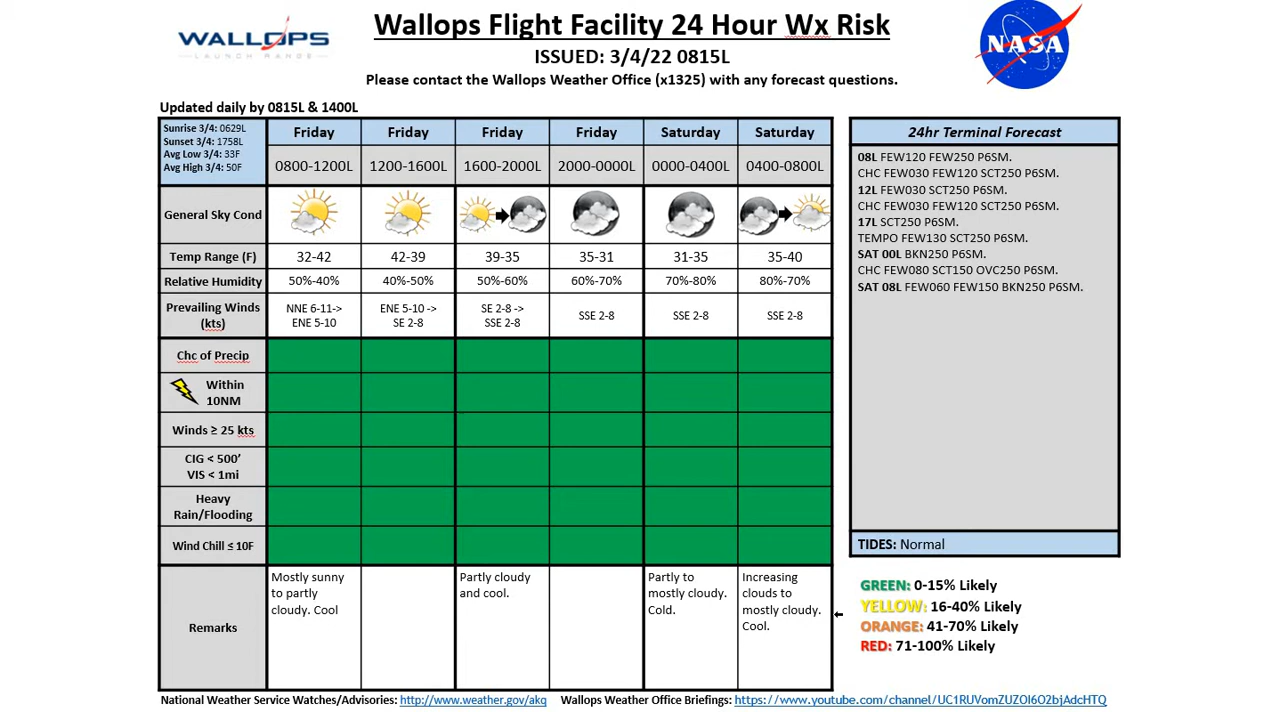 WALLOPS
LAUNCH RANGE
Wallops Flight Facility 24 Hour Wx Risk
ISSUED: 3/4/22 0815L
Please contact the Wallops Weather Office (x1325) with any forecast questions.
NASA
Updated daily by 0815L & 1400L
Sunrise 3/4: 0629L
Sunset 3/4: 1758L
Avg Low 3/4: 33F
Avg High 3/4: 50F
Friday Friday Friday Friday Saturday Saturday
0800-1200L 1200-1600L 1600-2000L 2000-0000L 0000-0400L 0400-0800L
General Sky Cond
Temp Range (F) 32-42 42-39 39-35 35-31 31-35 35-40
Relative Humidity 50%-40% 40%-50% 50%-60% 60%-70% 70%-80% 80%-70%
Prevailing Winds (kts) NNE 6-11-> ENE 5-10 ENE 5-10 -> SE 2-8 SE 2-8 -> SSE 2-8 SSE 2-8 SSE 2-8 SSE 2-8
Chc of Precip
Within 10NM
Winds ≥ 25 kts
CIG < 500’
VIS < 1mi
Heavy
Rain/Flooding
Wind Chill ≤ 10F
Remarks
Mostly sunny
to partly
cloudy. Cool
Partly cloudy
and cool.
Partly to
mostly cloudy.
Cold.
Increasing
clouds to
mostly cloudy.
Cool.
24hr Terminal Forecast
08L FEW120 FEW250 P6SM.
CHC FEW030 FEW120 SCT250 P6SM.
12L FEW030 SCT250 P6SM.
CHC FEW030 FEW120 SCT250 P6SM.
17L SCT250 P6SM.
TEMPO FEW130 SCT250 P6SM.
SAT 00L BKN250 P6SM.
CHC FEW080 SCT150 OVC250 P6SM.
SAT 08L FEW060 FEW150 BKN250 P6SM.
TIDES: Normal
GREEN: 0-15% Likely
YELLOW: 16-40% Likely
ORANGE: 41-70% Likely
RED: 71-100% Likely
National Weather Service Watches/Advisories: http://www.weather.gov/akq Wallops Weather Office Briefings: https://www.youtube.com/channel/UC1RUVomZUZOl6O2bjAdcHTQ